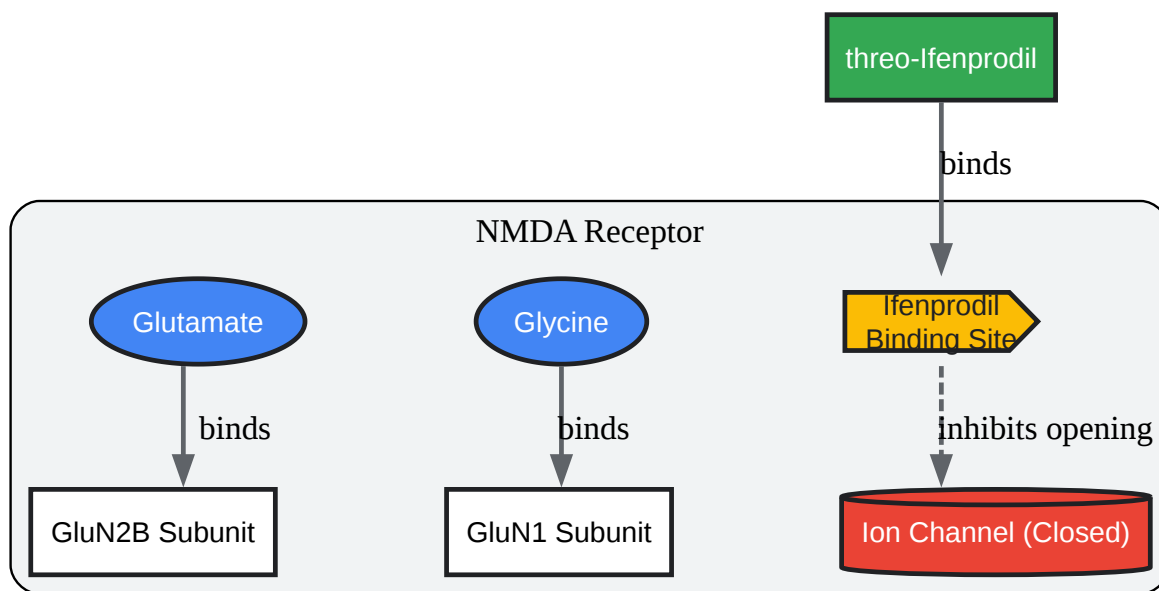 threo-Ifenprodil
binds
NMDA Receptor
Glutamate
Glycine
Ifenprodil
Binding Site
binds
binds
inhibits opening
GluN2B Subunit
GluN1 Subunit
Ion Channel (Closed)